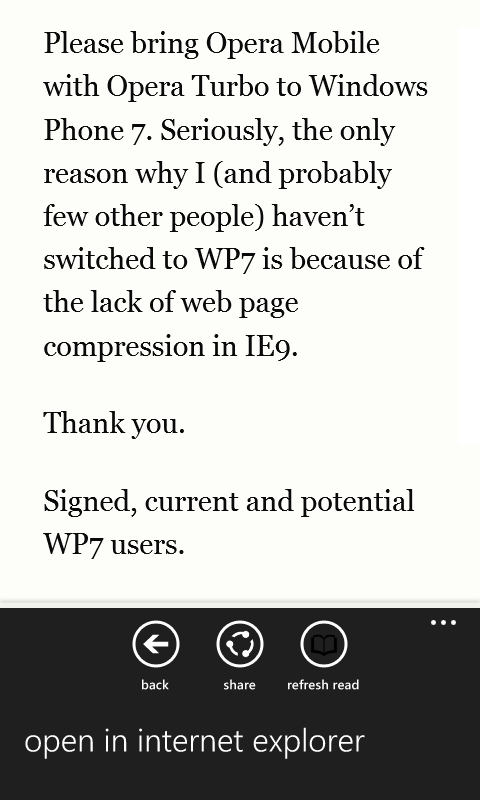 Please bring Opera Mobile
with Opera Turbo to Windows
Phone 7. Seriously, the only
reason why I (and probably
few other people) haven’t
switched to WP7 is because of
the lack of web page
compression in IE9.
Thank you.
Signed, current and potential
WP7 users.
back share refresh read
open in internet explorer